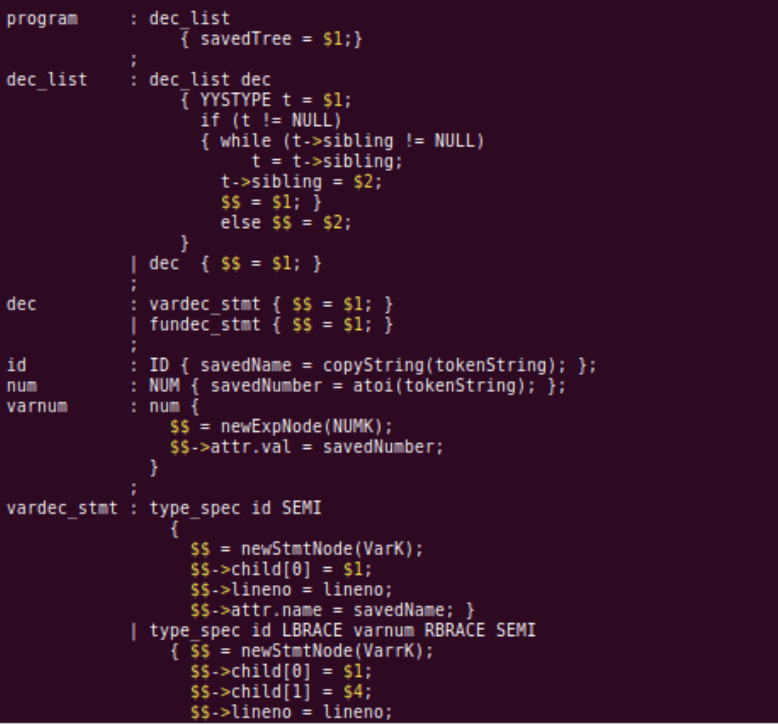 program     : dec_list
                 { savedTree = $1;}
            ;
dec_list    : dec_list dec
                 { YYSTYPE t = $1;
                   if (t != NULL)
                   { while (t->sibling != NULL)
                        t = t->sibling;
                     t->sibling = $2;
                     $$ = $1; }
                     else $$ = $2;
                 }
            | dec  { $$ = $1; }
            ;
dec         : vardec_stmt { $$ = $1; }
            | fundec_stmt { $$ = $1; }
            ;
id          : ID { savedName = copyString(tokenString); };
num         : NUM { savedNumber = atoi(tokenString); };
varnum      : num {
                $$ = newExpNode(NUMK);
                $$->attr.val = savedNumber;
              }
            ;
vardec_stmt : type_spec id SEMI
                {
                  $$ = newStmtNode(VarK);
                  $$->child[0] = $1;
                  $$->lineno = lineno;
                  $$->attr.name = savedName; }
            | type_spec id LBRACE varnum RBRACE SEMI
                { $$ = newStmtNode(VarrK);
                  $$->child[0] = $1;
                  $$->child[1] = $4;
                  $$->lineno = lineno;